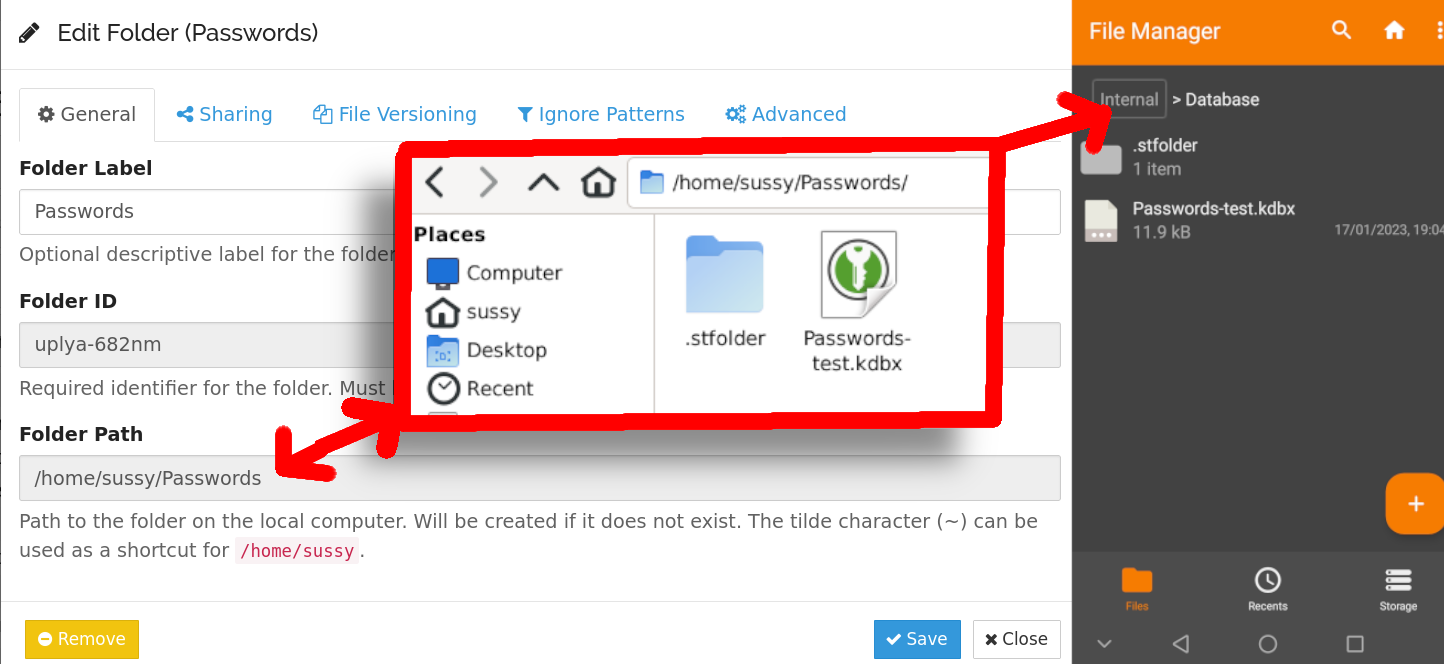 Edit Folder (Passwords)
General
Sharing
File Versioning
Ignore Patterns
Advanced
Folder Label
Passwords
Optional descriptive label for the folder
Folder ID
uplya-682nm
Required identifier for the folder. Must
Folder Path
/home/sussy/Passwords
Path to the folder on the local computer. Will be created if it does not exist. The tilde character (~) can be
used as a shortcut for /home/sussy.
Remove
Save
Close
/home/sussy/Passwords/
Places
Computer
sussy
Desktop
Recent
.stfolder
Passwords-
test.kdbx
File Manager
Internal > Database
.stfolder
1 item
Passwords-test.kdbx
11.9 kB
17/01/2023, 19:04
Files
Recents
Storage